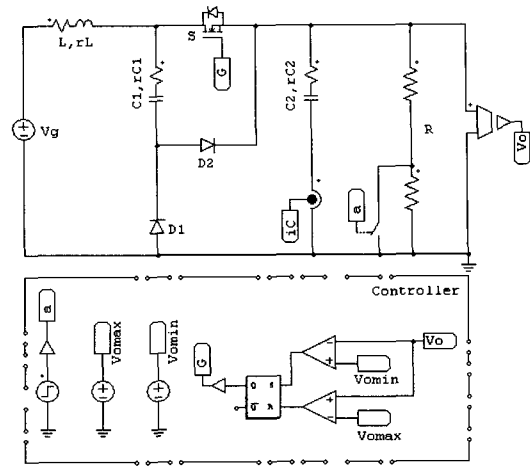 L,rL
S
G
C1,rC1
C2,rC2
R
Vg
D2
D1
iC
a
Vo
Controller
a
Vomax
Vomin
G
Q
S
Q
R
Vo
Vomin
Vomax